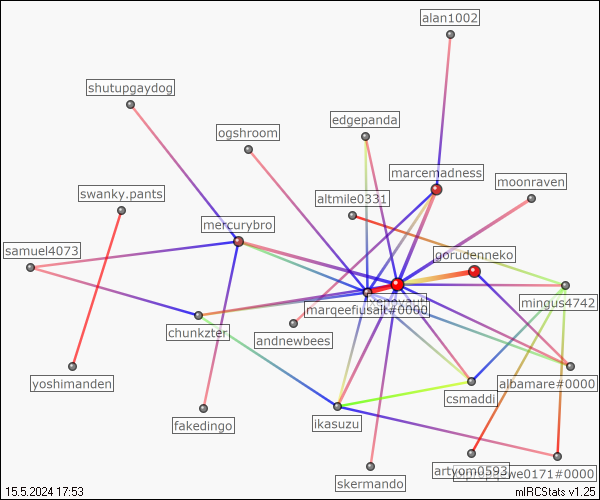 alan1002
shutupgaydog
edgepanda
ogshroom
marcemadness
moonraven
swanky.pants
altmile0331
mercurybro
samuel4073
gorudenneko
mingus4742
marqeefiusalt#0000
chunkzter
andnewbees
yoshimanden
albamare#0000
csmaddi
fakedingo
ikasuzu
artyom0593
we0171#0000
skermando
15.5.2024 17:53
mIRCStats v1.25